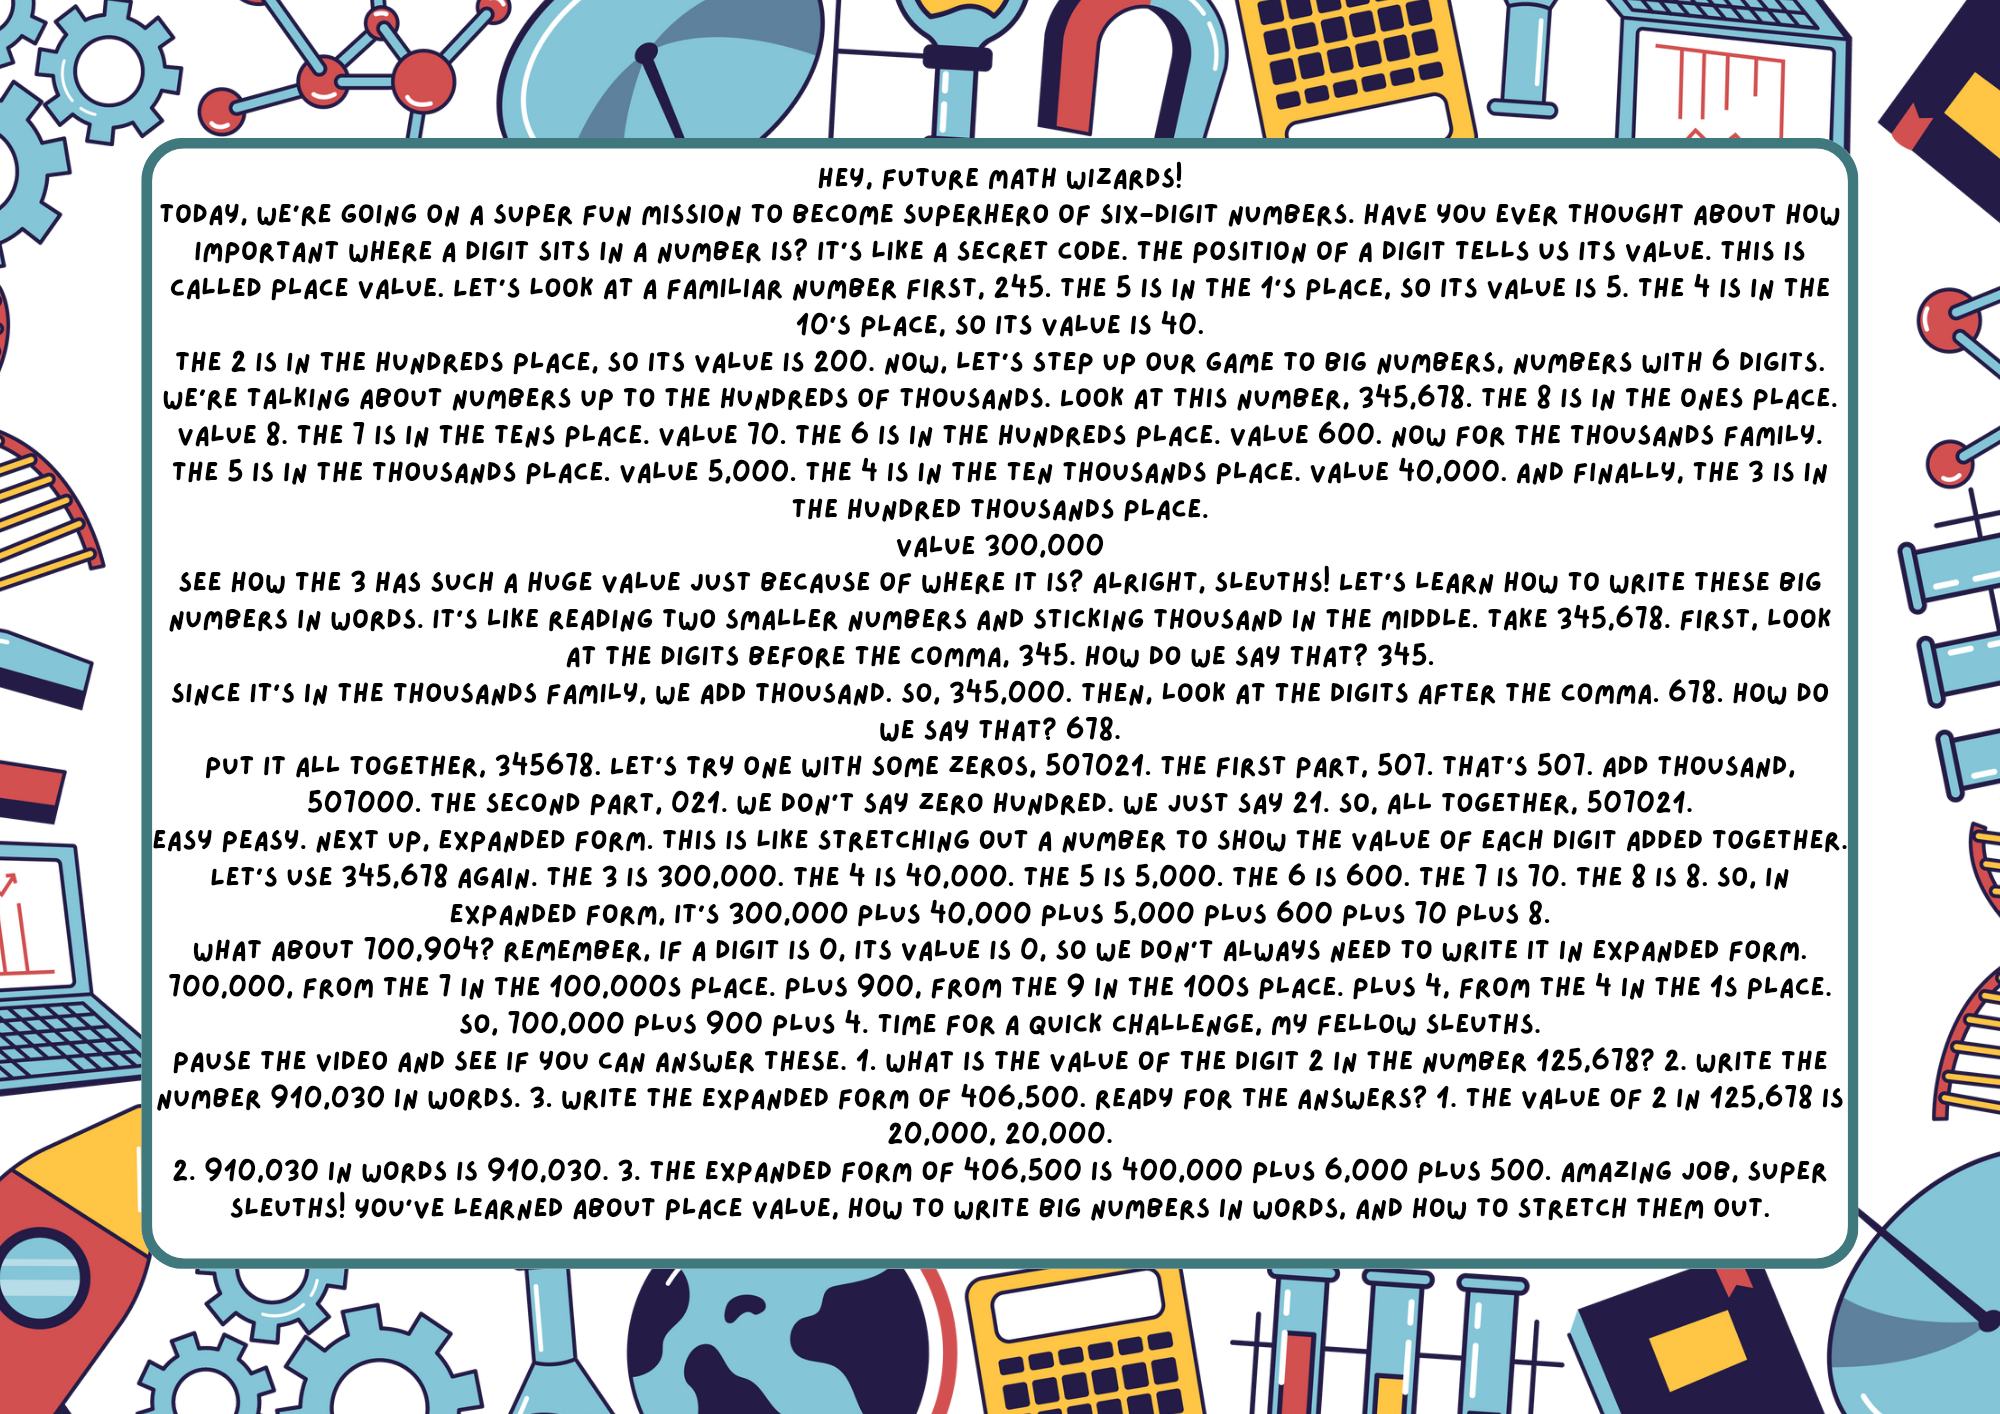 HEY, FUTURE MATH WIZARDS!
TODAY, WE'RE GOING ON A SUPER FUN MISSION TO BECOME SUPERHERO OF SIX-DIGIT NUMBERS. HAVE YOU EVER THOUGHT ABOUT HOW
IMPORTANT WHERE A DIGIT SITS IN A NUMBER IS? IT'S LIKE A SECRET CODE. THE POSITION OF A DIGIT TELLS US ITS VALUE. THIS IS
CALLED PLACE VALUE. LET'S LOOK AT A FAMILIAR NUMBER FIRST, 245. THE 5 IS IN THE 1'S PLACE, SO ITS VALUE IS 5. THE 4 IS IN THE
10'S PLACE, SO ITS VALUE IS 40.
THE 2 IS IN THE HUNDREDS PLACE, SO ITS VALUE IS 200. NOW, LET'S STEP UP OUR GAME TO BIG NUMBERS, NUMBERS WITH 6 DIGITS.
WE'RE TALKING ABOUT NUMBERS UP TO THE HUNDREDS OF THOUSANDS. LOOK AT THIS NUMBER, 345,678. THE 8 IS IN THE ONES PLACE.
VALUE 8. THE 7 IS IN THE TENS PLACE. VALUE 70. THE 6 IS IN THE HUNDREDS PLACE. VALUE 600. NOW FOR THE THOUSANDS FAMILY.
THE 5 IS IN THE THOUSANDS PLACE. VALUE 5,000. THE 4 IS IN THE TEN THOUSANDS PLACE. VALUE 40,000. AND FINALLY, THE 3 IS IN
THE HUNDRED THOUSANDS PLACE.
VALUE 300,000
SEE HOW THE 3 HAS SUCH A HUGE VALUE JUST BECAUSE OF WHERE IT IS? ALRIGHT, SLEUTHS! LET'S LEARN HOW TO WRITE THESE BIG
NUMBERS IN WORDS. IT'S LIKE READING TWO SMALLER NUMBERS AND STICKING THOUSAND IN THE MIDDLE. TAKE 345,678. FIRST, LOOK
AT THE DIGITS BEFORE THE COMMA, 345. HOW DO WE SAY THAT? 345.
SINCE IT'S IN THE THOUSANDS FAMILY, WE ADD THOUSAND. SO, 345,000. THEN, LOOK AT THE DIGITS AFTER THE COMMA. 678. HOW DO
WE SAY THAT? 678.
PUT IT ALL TOGETHER, 345678. LET'S TRY ONE WITH SOME ZEROS, 507021. THE FIRST PART, 507. THAT'S 507. ADD THOUSAND,
507000. THE SECOND PART, 021. WE DON'T SAY ZERO HUNDRED. WE JUST SAY 21. SO, ALL TOGETHER, 507021.
EASY PEASY. NEXT UP, EXPANDED FORM. THIS IS LIKE STRETCHING OUT A NUMBER TO SHOW THE VALUE OF EACH DIGIT ADDED TOGETHER.
LET'S USE 345,678 AGAIN. THE 3 IS 300,000. THE 4 IS 40,000. THE 5 IS 5,000. THE 6 IS 600. THE 7 IS 70. THE 8 IS 8. SO, IN
EXPANDED FORM, IT'S 300,000 PLUS 40,000 PLUS 5,000 PLUS 600 PLUS 70 PLUS 8.
WHAT ABOUT 700,904? REMEMBER, IF A DIGIT IS 0, ITS VALUE IS 0, SO WE DON'T ALWAYS NEED TO WRITE IT IN EXPANDED FORM.
700,000, FROM THE 7 IN THE 100,000S PLACE. PLUS 900, FROM THE 9 IN THE 100S PLACE. PLUS 4, FROM THE 4 IN THE 1S PLACE.
SO, 700,000 PLUS 900 PLUS 4. TIME FOR A QUICK CHALLENGE, MY FELLOW SLEUTHS.
PAUSE THE VIDEO AND SEE IF YOU CAN ANSWER THESE. 1. WHAT IS THE VALUE OF THE DIGIT 2 IN THE NUMBER 125,678? 2. WRITE THE
NUMBER 910,030 IN WORDS. 3. WRITE THE EXPANDED FORM OF 406,500. READY FOR THE ANSWERS? 1. THE VALUE OF 2 IN 125,678 IS
20,000, 20,000.
2. 910,030 IN WORDS IS 910,030. 3. THE EXPANDED FORM OF 406,500 IS 400,000 PLUS 6,000 PLUS 500. AMAZING JOB, SUPER
SLEUTHS! YOU'VE LEARNED ABOUT PLACE VALUE, HOW TO WRITE BIG NUMBERS IN WORDS, AND HOW TO STRETCH THEM OUT.